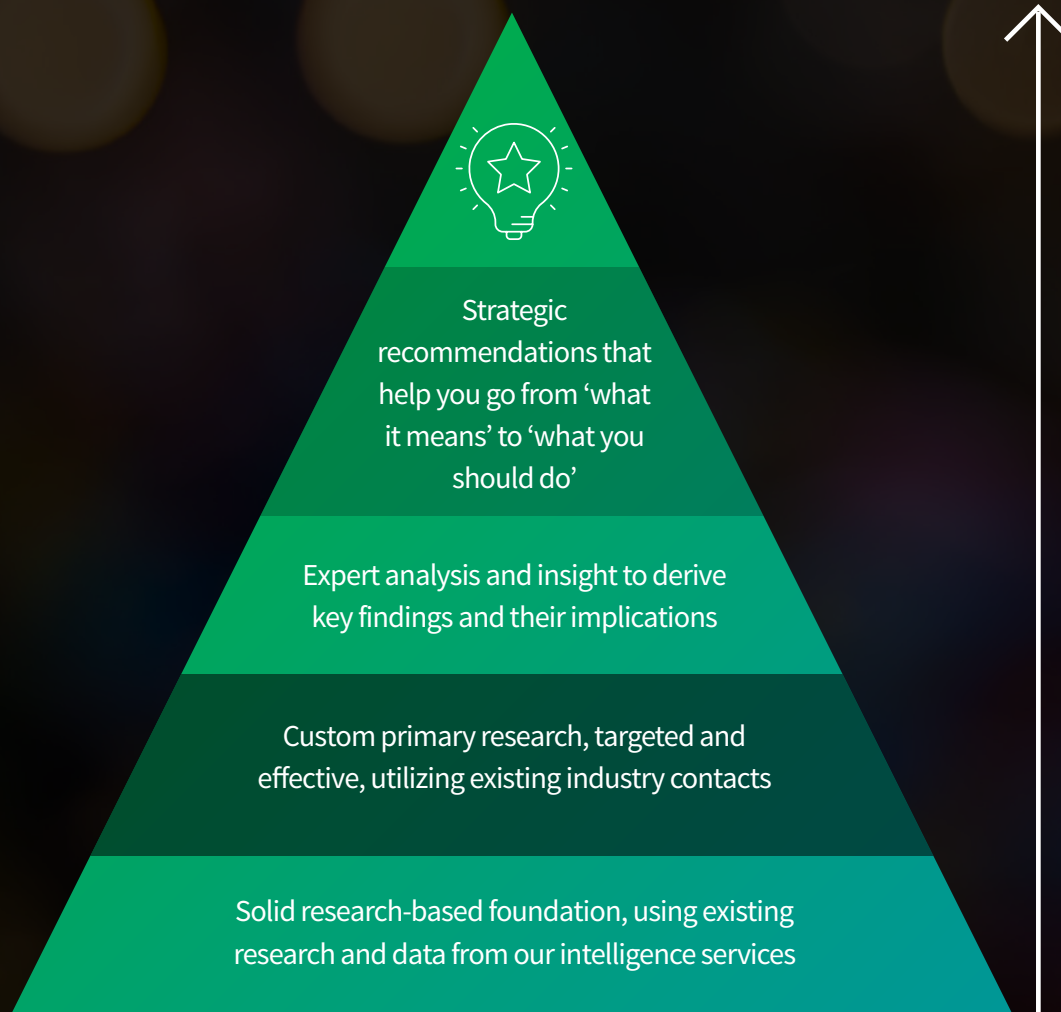 Strategic
recommendations that
help you go from ‘what
it means’ to ‘what you
should do’
Expert analysis and insight to derive
key findings and their implications
Custom primary research, targeted and
effective, utilizing existing industry contacts
Solid research-based foundation, using existing
research and data from our intelligence services